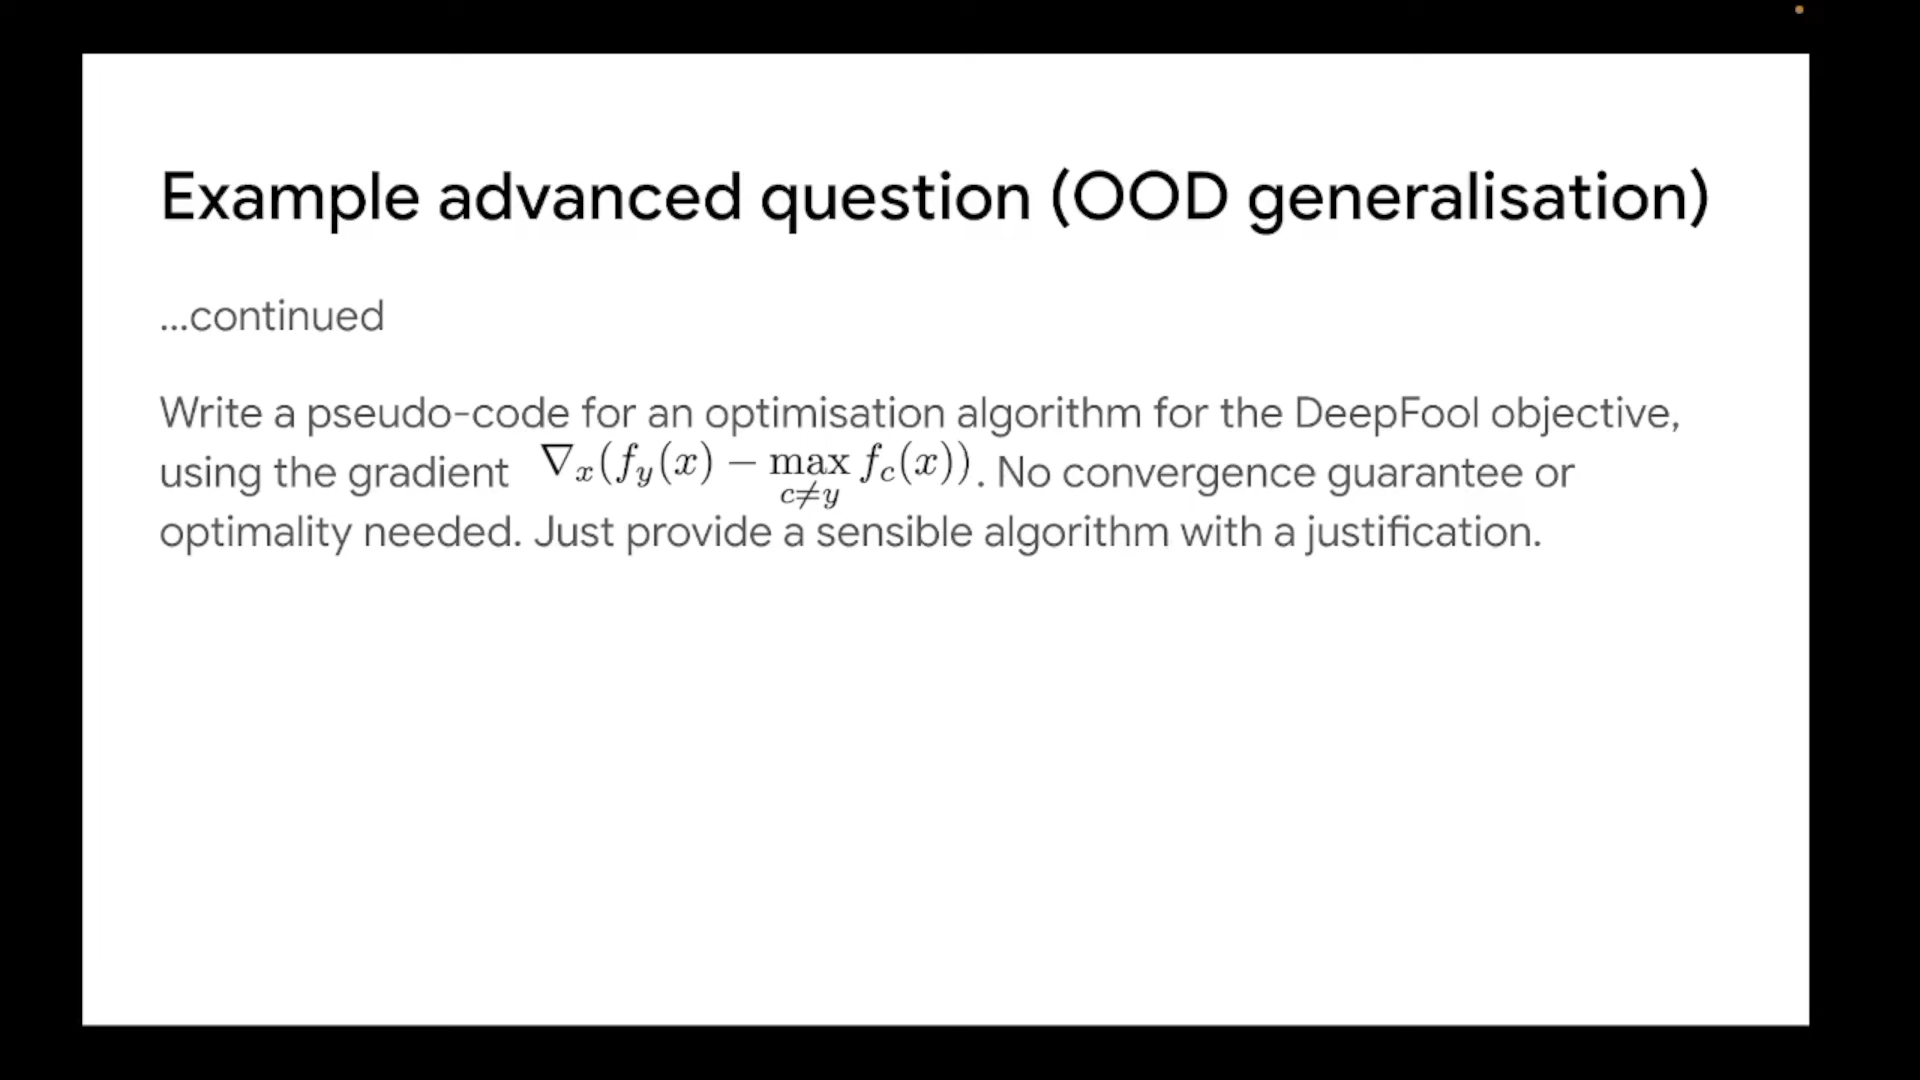 Example advanced question (OOD generalisation)
...continued
Write a pseudo-code for an optimisation algorithm for the DeepFool objective,
using the gradient ∇ₓ(f_y(x) − max_{c≠y} f_c(x)). No convergence guarantee or
optimality needed. Just provide a sensible algorithm with a justification.